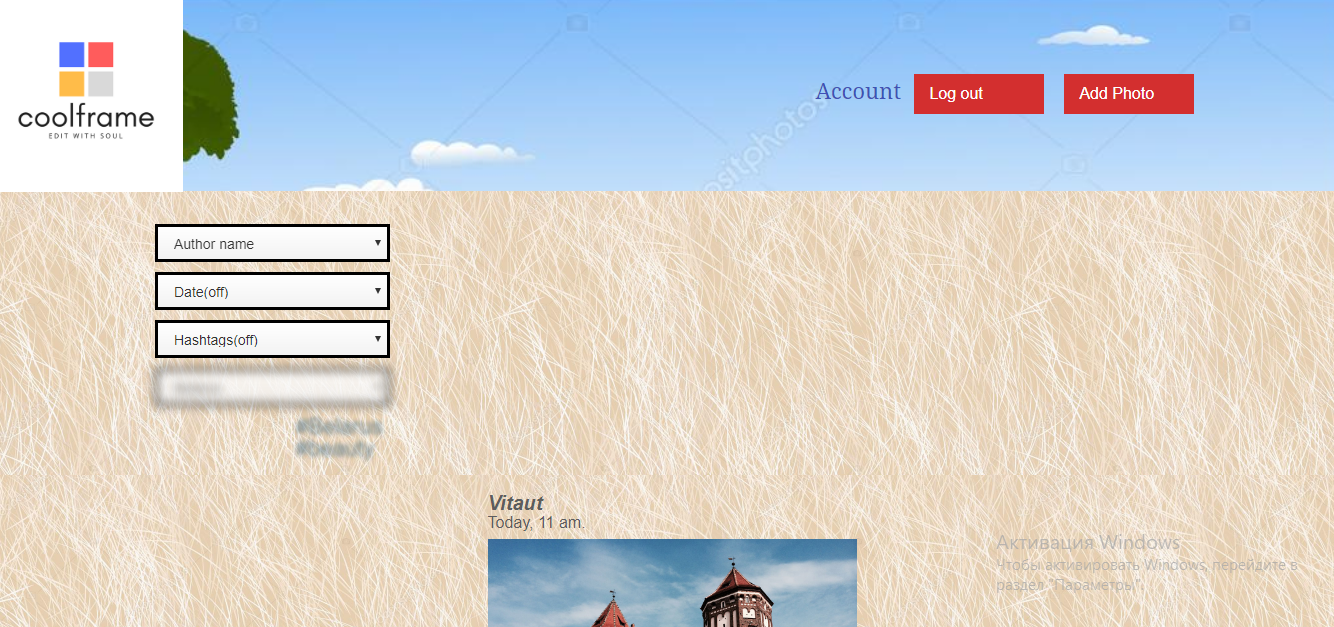 coolframe
EDIT WITH SOUL
Account
Log out
Add Photo
Author name
Date(off)
Hashtags(off)
#Belarus
#beauty
Vitaut
Today, 11 am.
Активация Windows
Чтобы активировать Windows, перейдите в
раздел "Параметры".